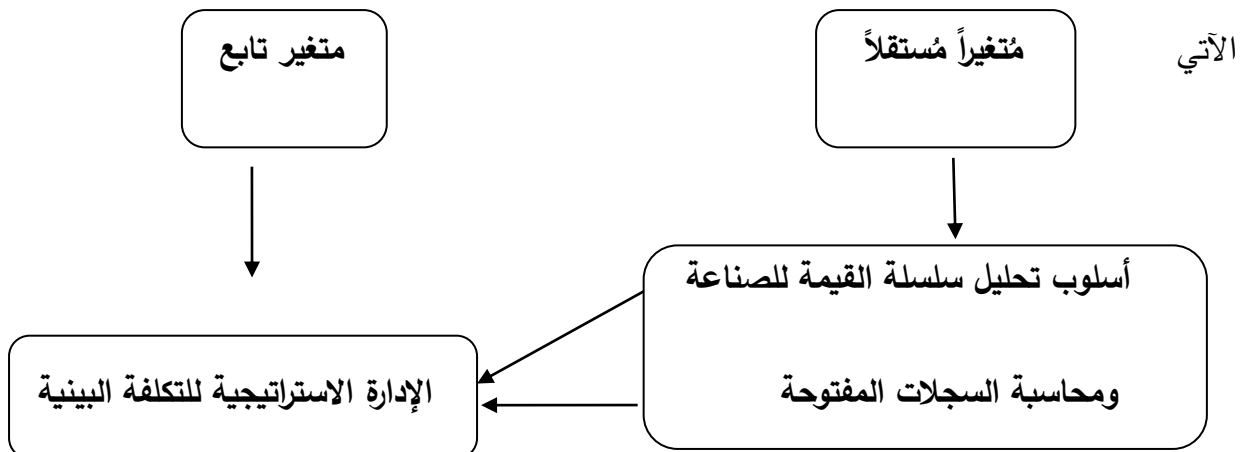 الآتي
مُتغيراً مُستقلاً
متغير تابع
أسلوب تحليل سلسلة القيمة للصناعة
ومحاسبة السجلات المفتوحة
الإدارة الاستراتيجية للتكلفة البينية